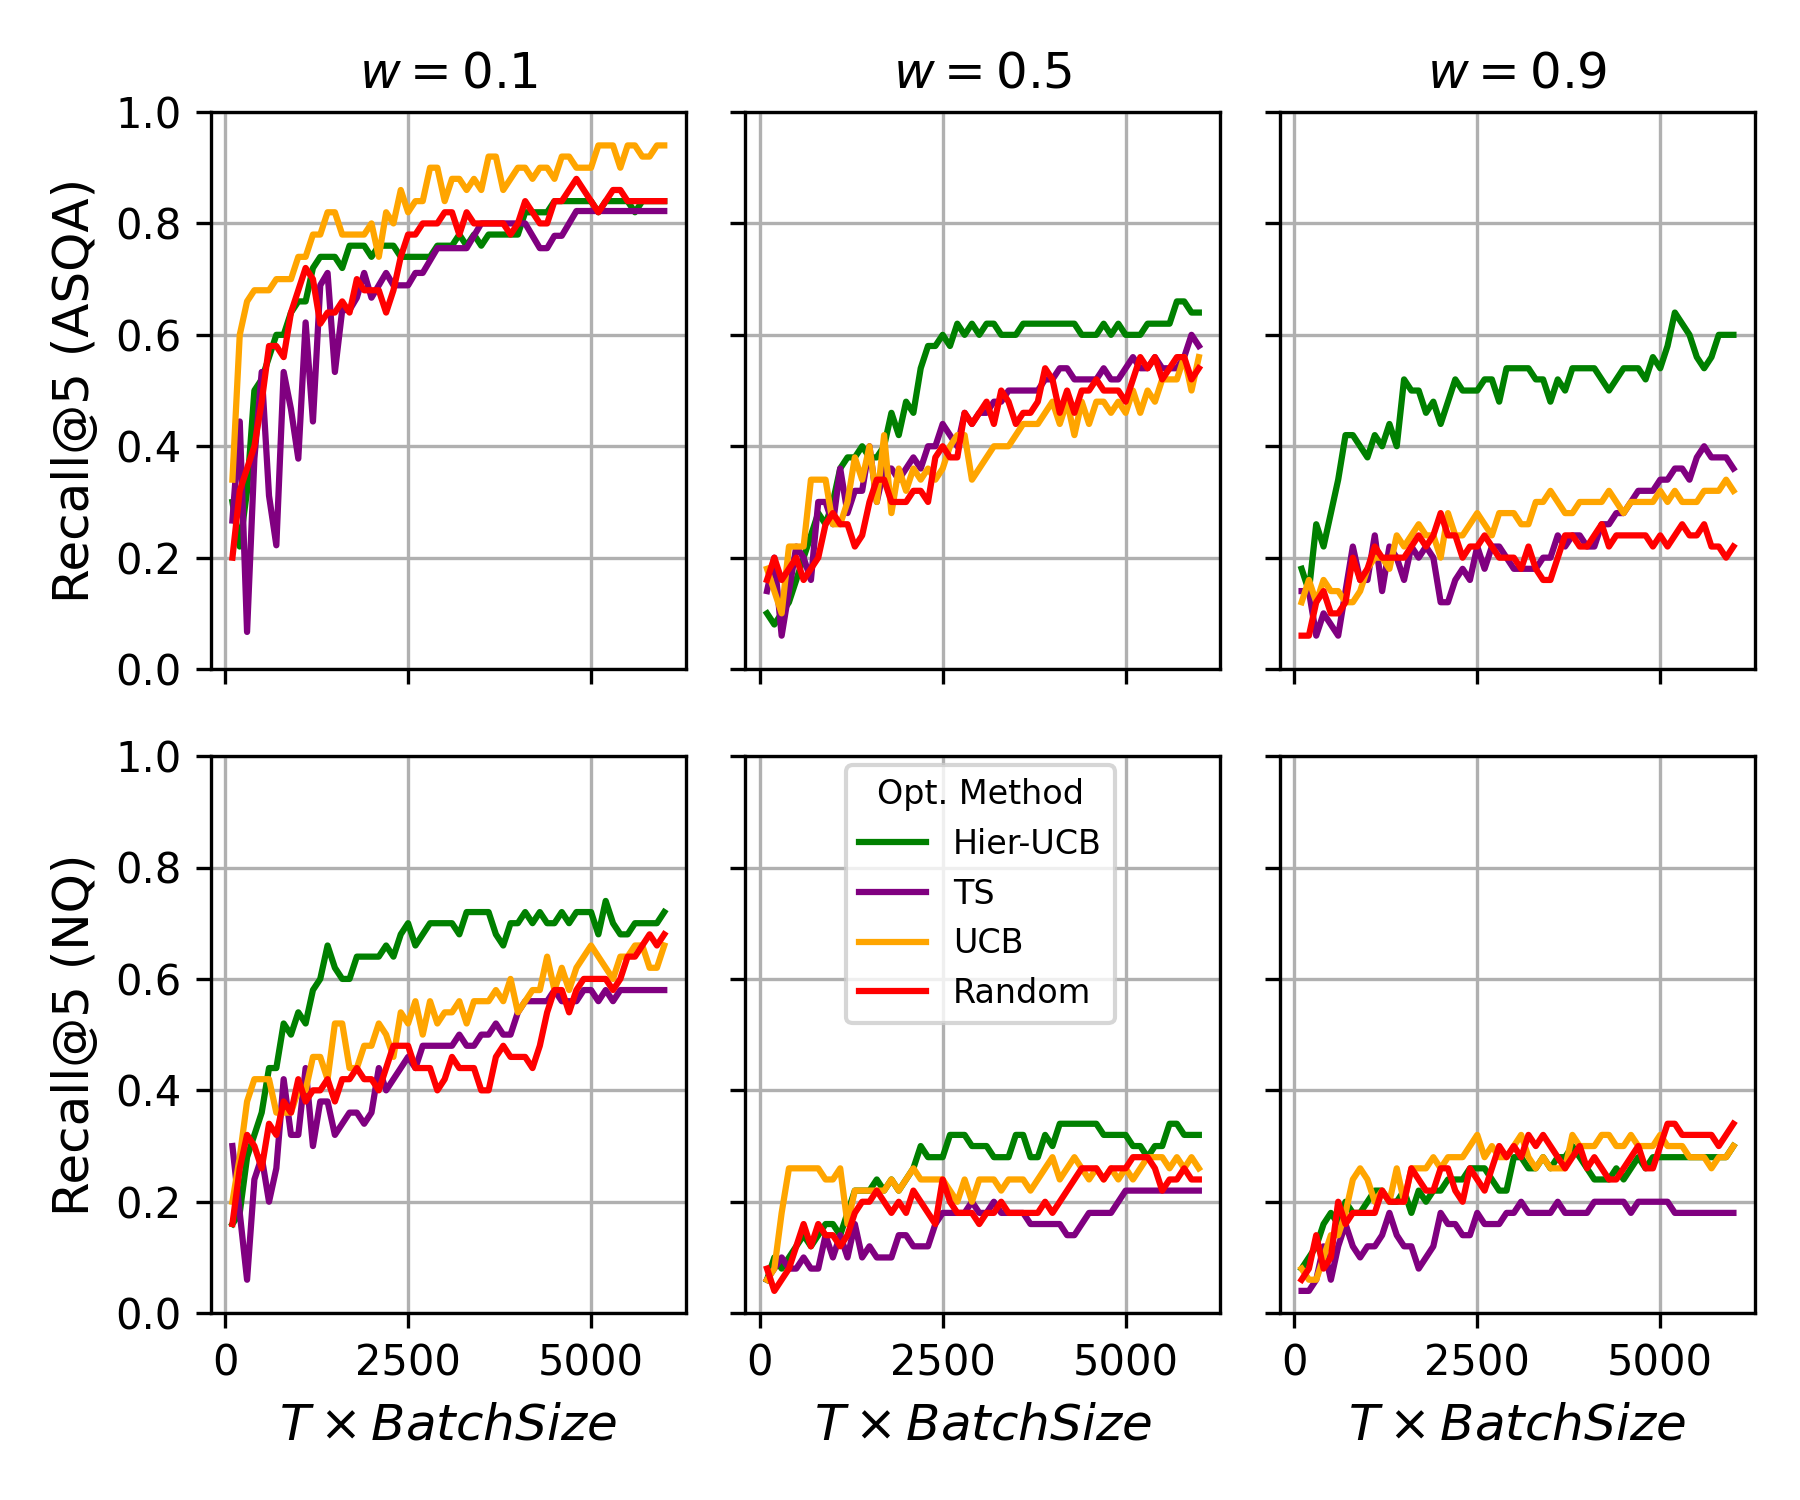 w = 0.1
w = 0.5
w = 0.9
Recall@5 (ASQA)
1.0
0.8
0.6
0.4
0.2
0.0
Recall@5 (NQ)
1.0
0.8
0.6
0.4
0.2
0.0
Opt. Method
Hier-UCB
TS
UCB
Random
0 2500 5000
0 2500 5000
0 2500 5000
T × BatchSize
T × BatchSize
T × BatchSize